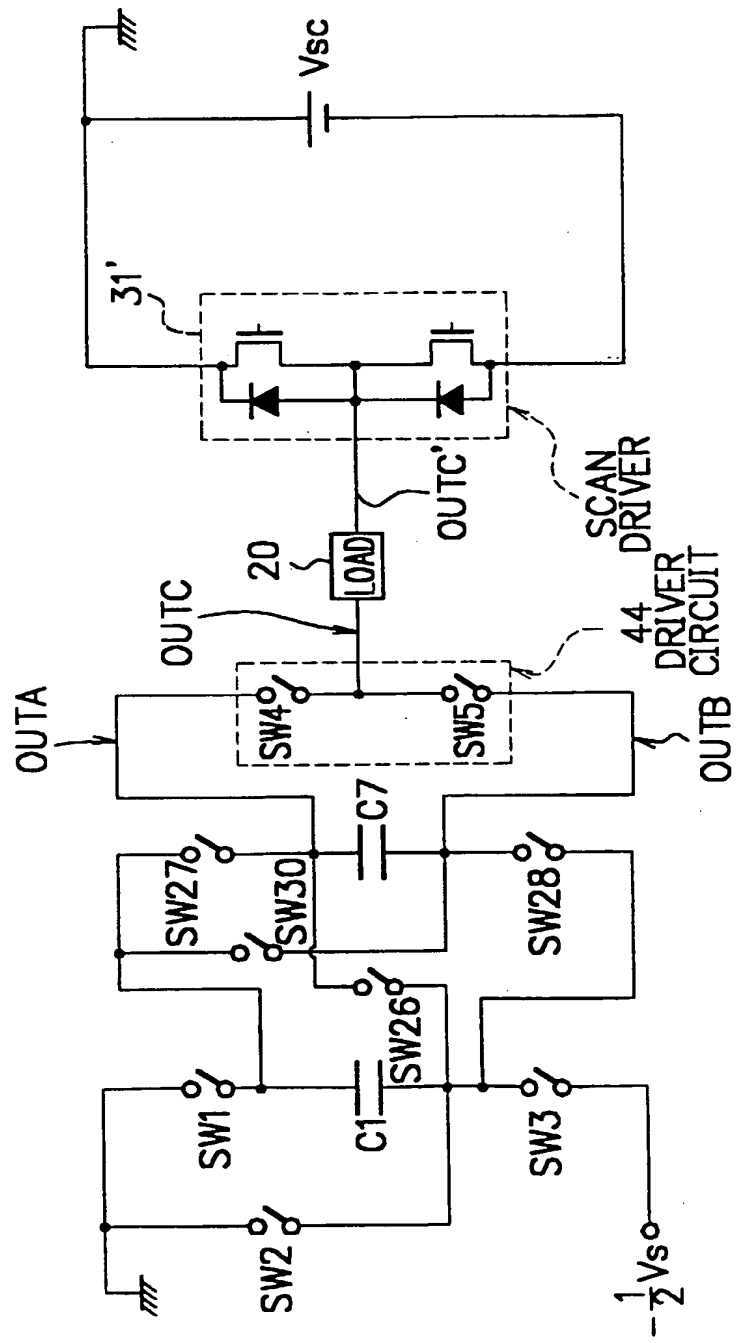 OUTA
OUTC
20
LOAD
OUTC'
31'
Vsc
SW27
SW30
C7
SW4
SW5
SCAN
DRIVER
44
DRIVER
CIRCUIT
OUTB
SW1
C1
SW26
SW28
SW2
SW3
-1/2Vs